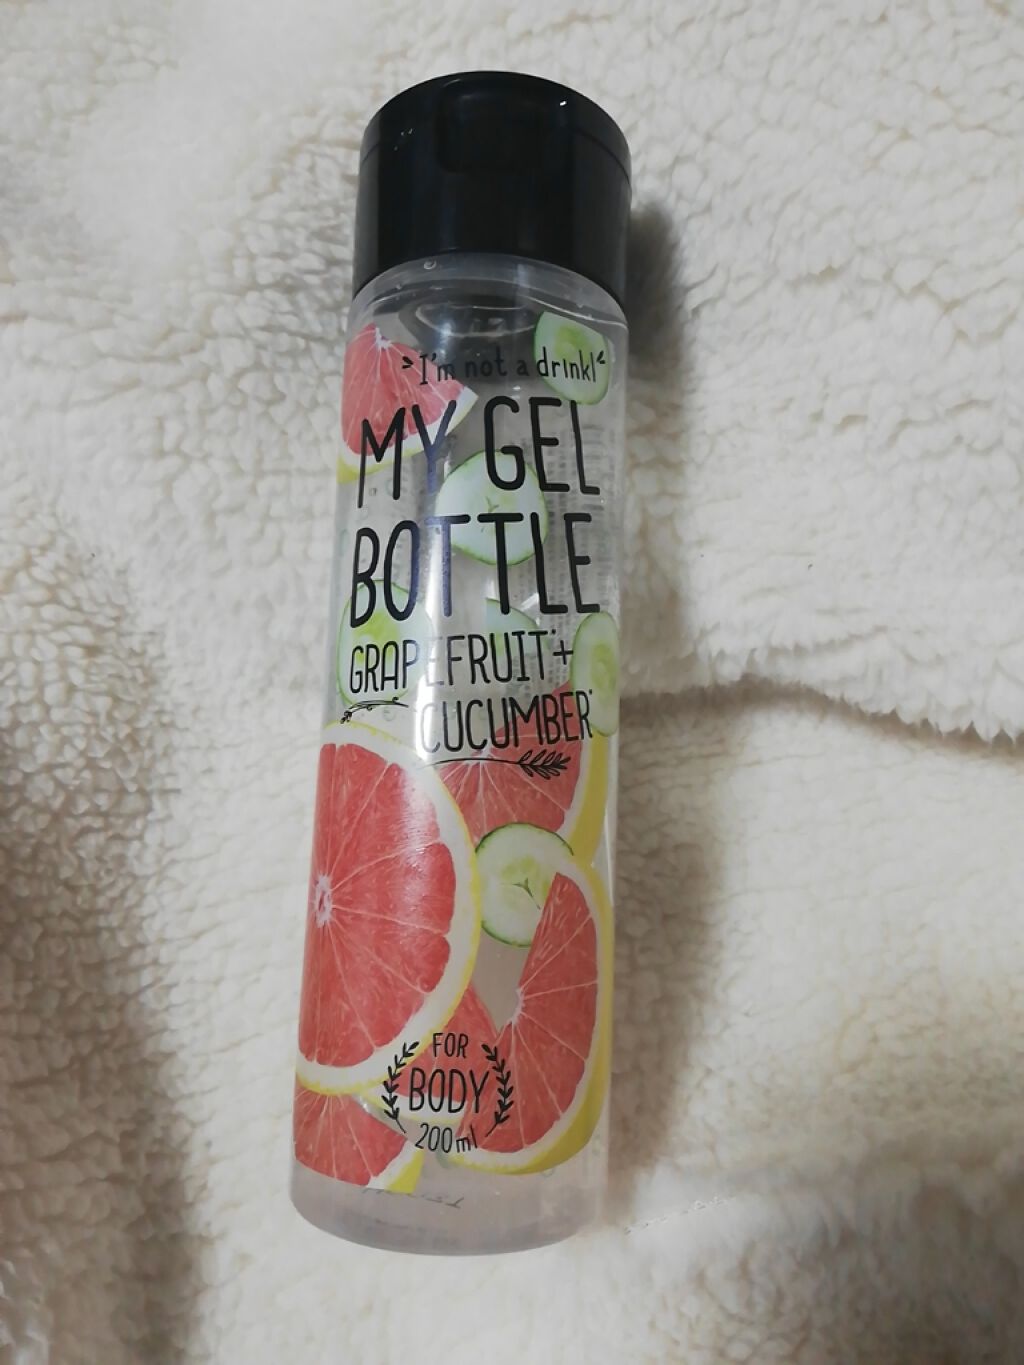 I'm not a drink!
MY GEL
BOTTLE
GRAPEFRUIT*+
CUCUMBER*
FOR
BODY
200ml